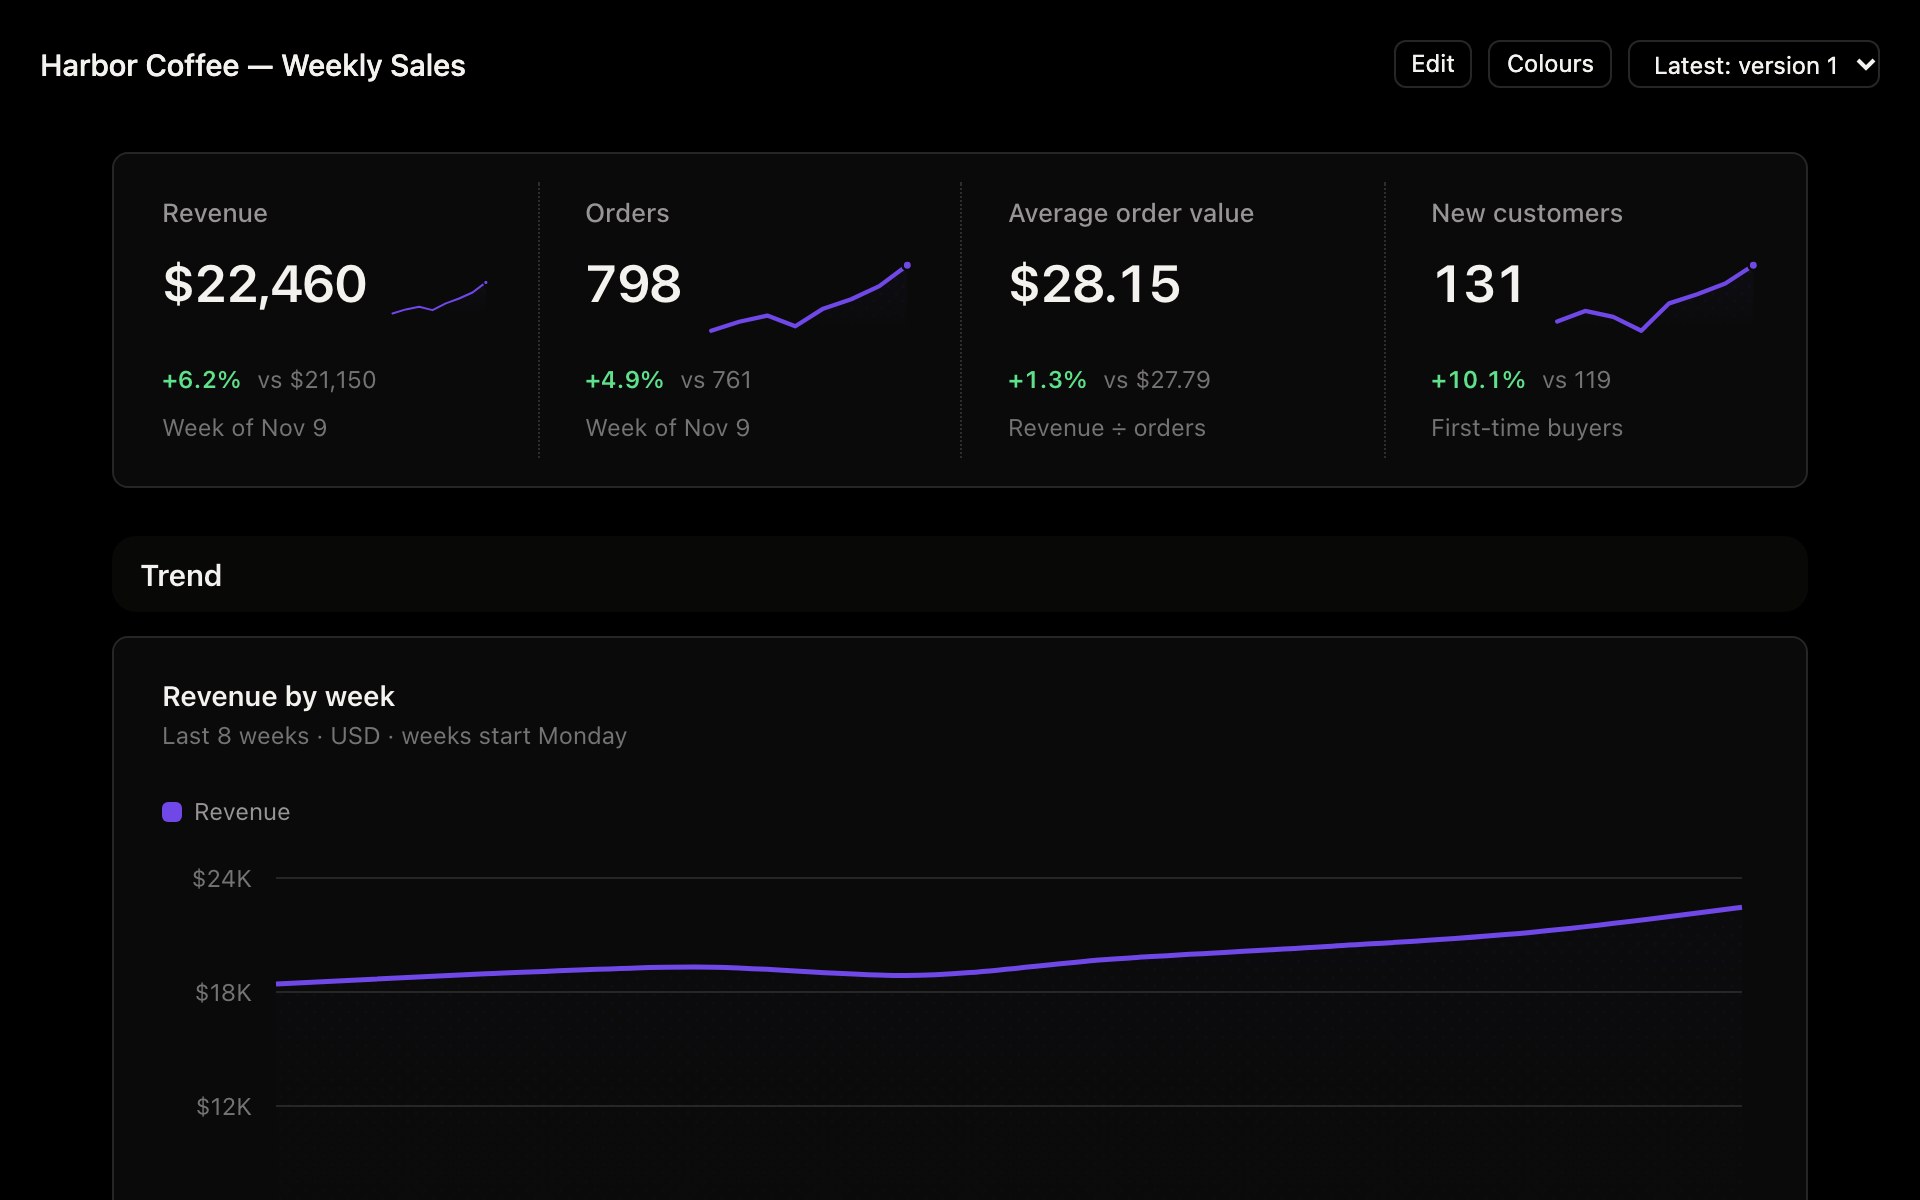 Harbor Coffee — Weekly Sales
Edit
Colours
Latest: version 1
Revenue
$22,460
+6.2% vs $21,150
Week of Nov 9
Orders
798
+4.9% vs 761
Week of Nov 9
Average order value
$28.15
+1.3% vs $27.79
Revenue ÷ orders
New customers
131
+10.1% vs 119
First-time buyers
Trend
Revenue by week
Last 8 weeks · USD · weeks start Monday
Revenue
$24K
$18K
$12K